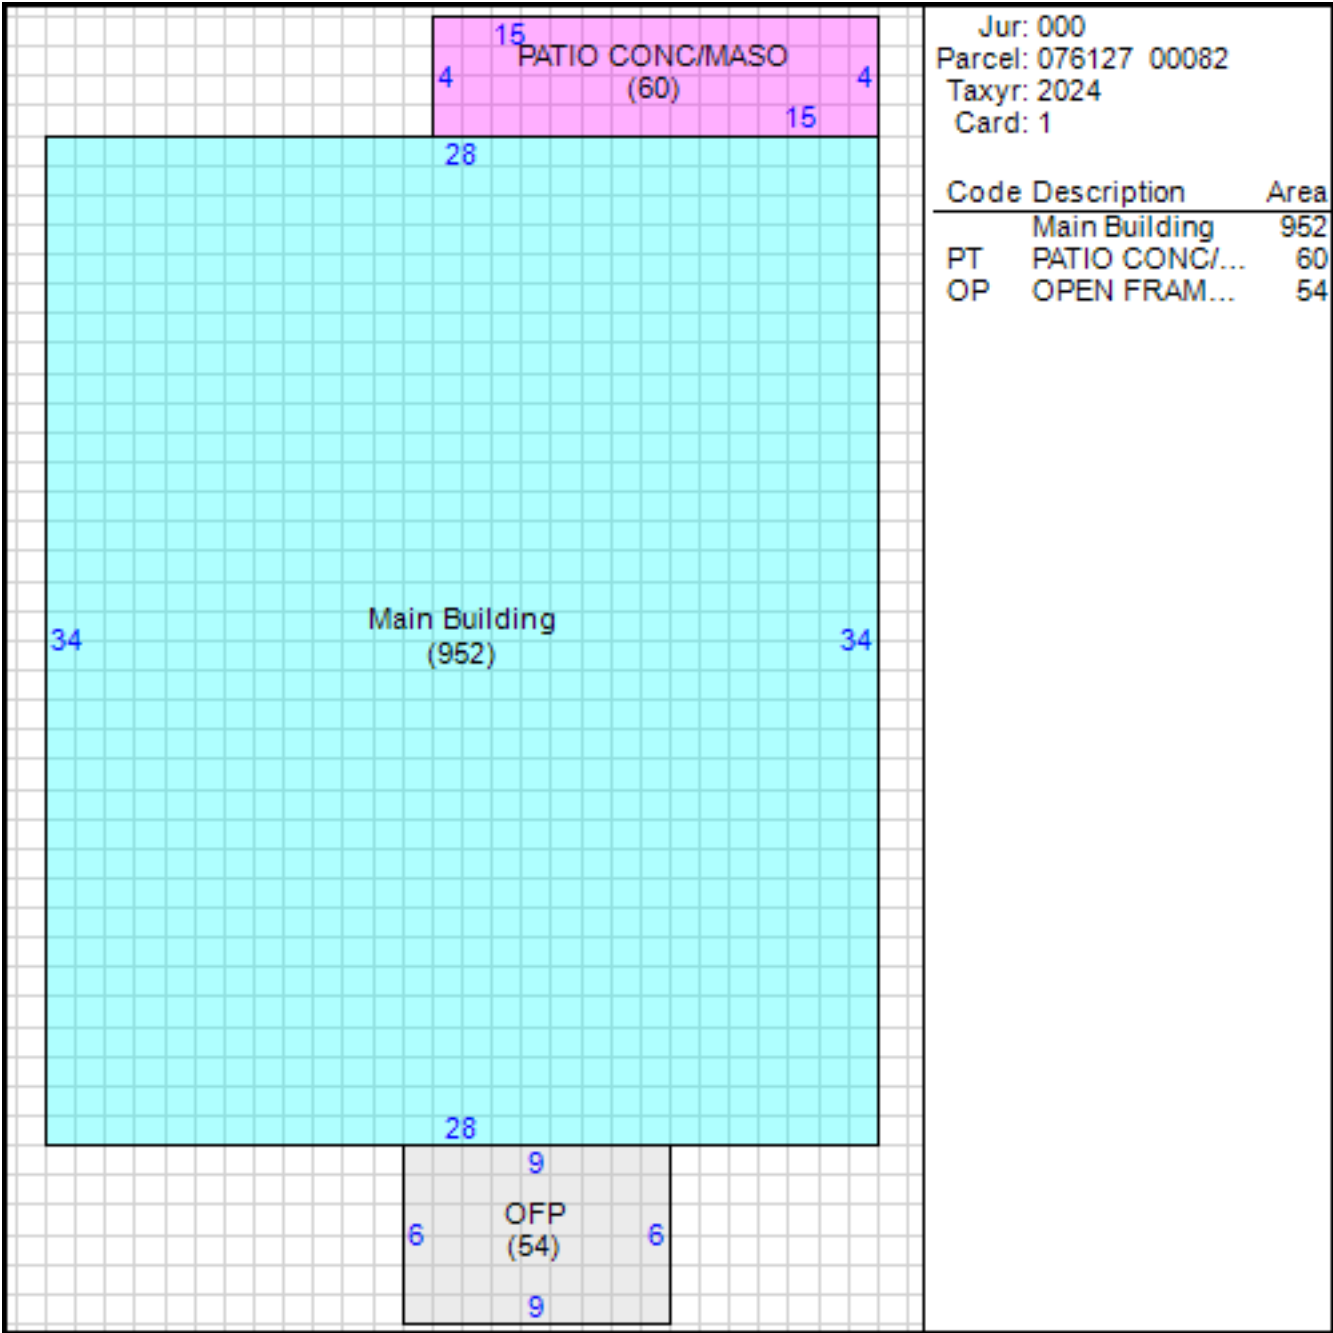 15
PATIO CONC/MASO
4
4
(60)
15
28
Main Building
34
34
(952)
28
9
OFP
6
6
(54)
9
Jur: 000
Parcel: 076127 00082
Taxyr: 2024
Card: 1
Code Description Area
Main Building 952
PT PATIO CONC/... 60
OP OPEN FRAM... 54